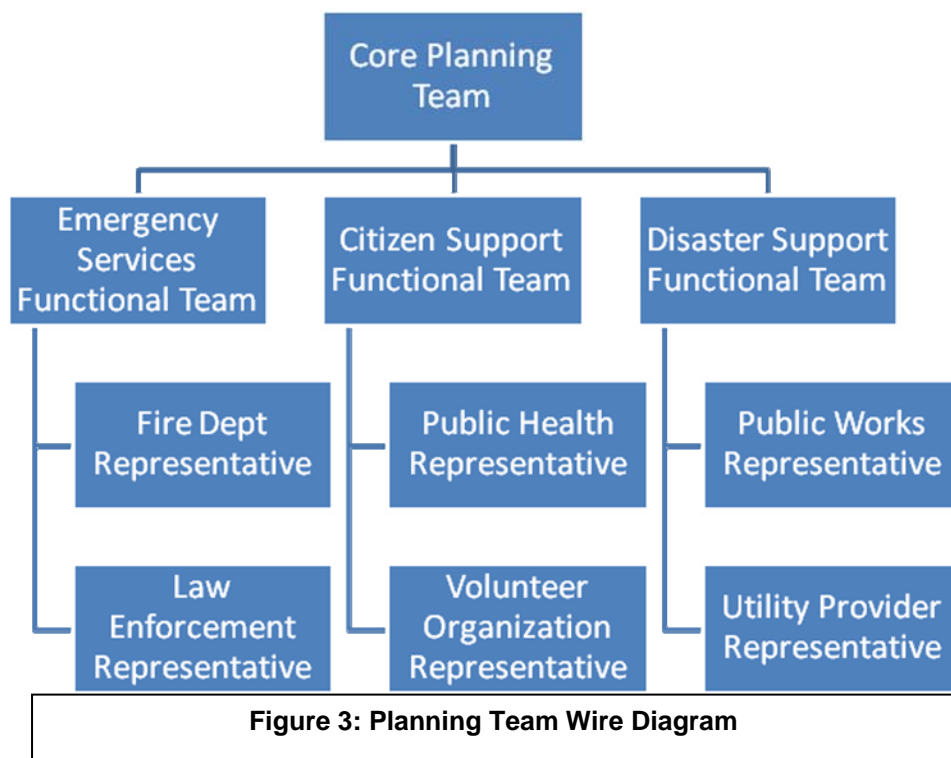 Core Planning
Team
Emergency
Services
Functional Team
Citizen Support
Functional Team
Disaster Support
Functional Team
Fire Dept
Representative
Public Health
Representative
Public Works
Representative
Law
Enforcement
Representative
Volunteer
Organization
Representative
Utility Provider
Representative
Figure 3: Planning Team Wire Diagram